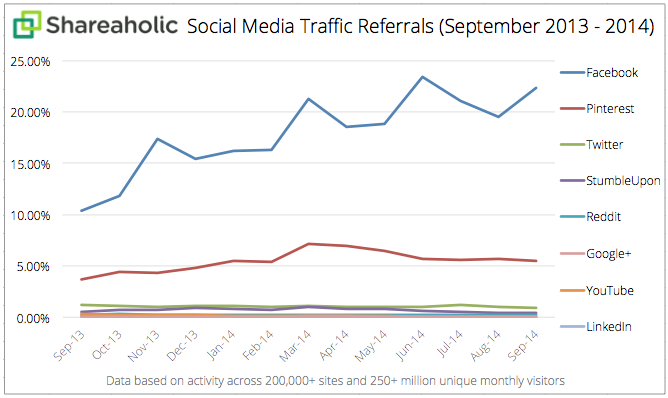 Shareaholic Social Media Traffic Referrals (September 2013 - 2014)
25.00%
20.00%
15.00%
10.00%
5.00%
0.00%
Sep-13 Oct-13 Nov-13 Dec-13 Jan-14 Feb-14 Mar-14 Apr-14 May-14 Jun-14 Jul-14 Aug-14 Sep-14
Facebook
Pinterest
Twitter
StumbleUpon
Reddit
Google+
YouTube
LinkedIn
Data based on activity across 200,000+ sites and 250+ million unique monthly visitors